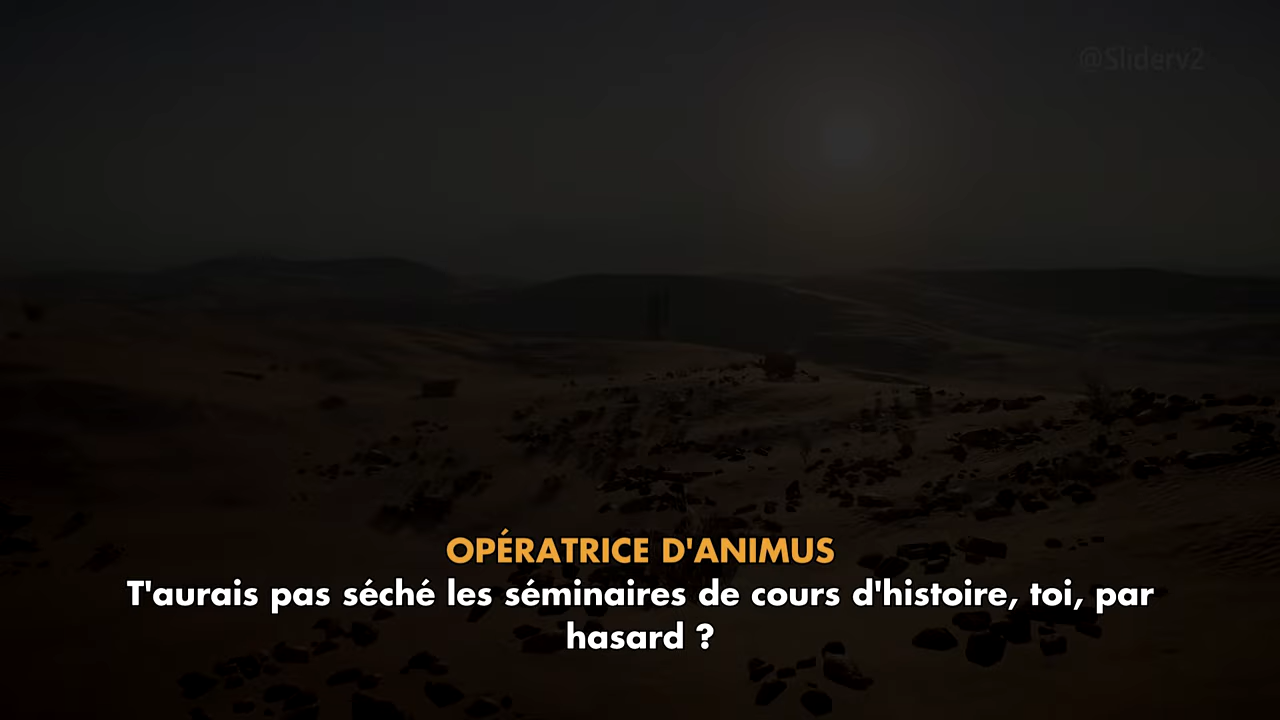 @Sliderv2
OPÉRATRICE D'ANIMUS
T'aurais pas séché les séminaires de cours d'histoire, toi, par
hasard ?